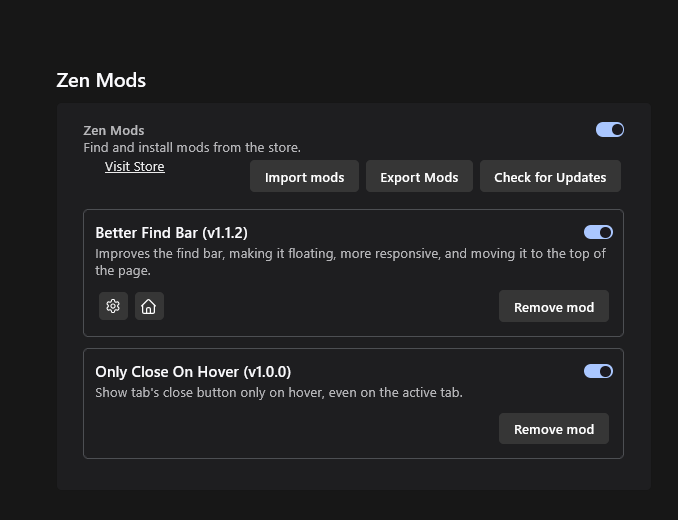 Zen Mods
Zen Mods
Find and install mods from the store.
Visit Store
Import mods
Export Mods
Check for Updates
Better Find Bar (v1.1.2)
Improves the find bar, making it floating, more responsive, and moving it to the top of
the page.
Remove mod
Only Close On Hover (v1.0.0)
Show tab's close button only on hover, even on the active tab.
Remove mod